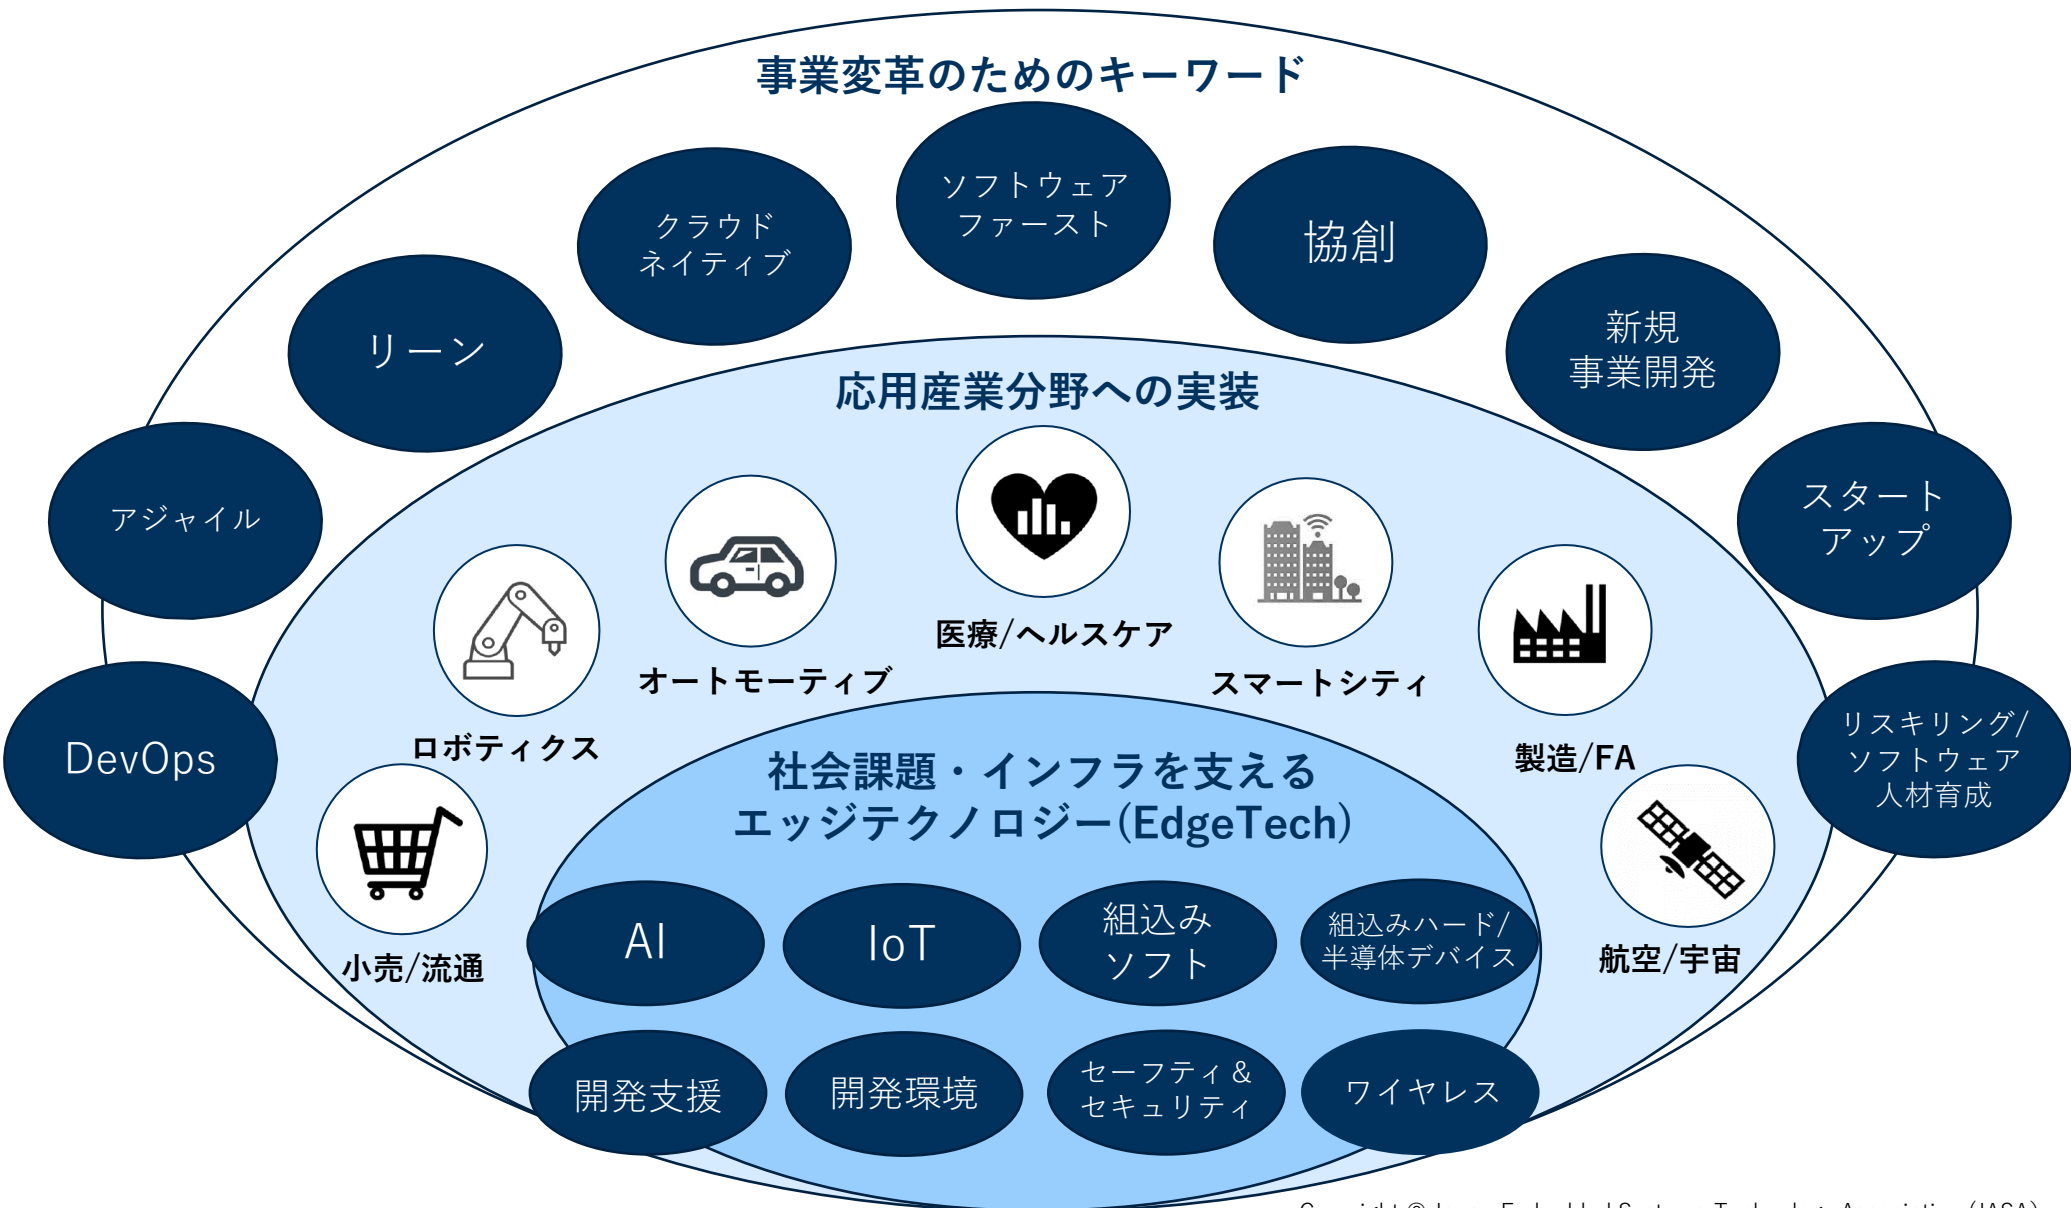 事業変革のためのキーワード
ソフトウェア
ファースト
クラウド
ネイティブ
協創
リーン
新規
事業開発
アジャイル
スタート
アップ
DevOps
リスキリング/
ソフトウェア
人材育成
応用産業分野への実装
医療/ヘルスケア
オートモーティブ
スマートシティ
ロボティクス
製造/FA
小売/流通
航空/宇宙
社会課題・インフラを支える
エッジテクノロジー(EdgeTech)
AI
IoT
組込み
ソフト
組込みハード/
半導体デバイス
開発支援
開発環境
セーフティ＆
セキュリティ
ワイヤレス
Copyright © Japan Embedded Systems Technology Association (JASA)